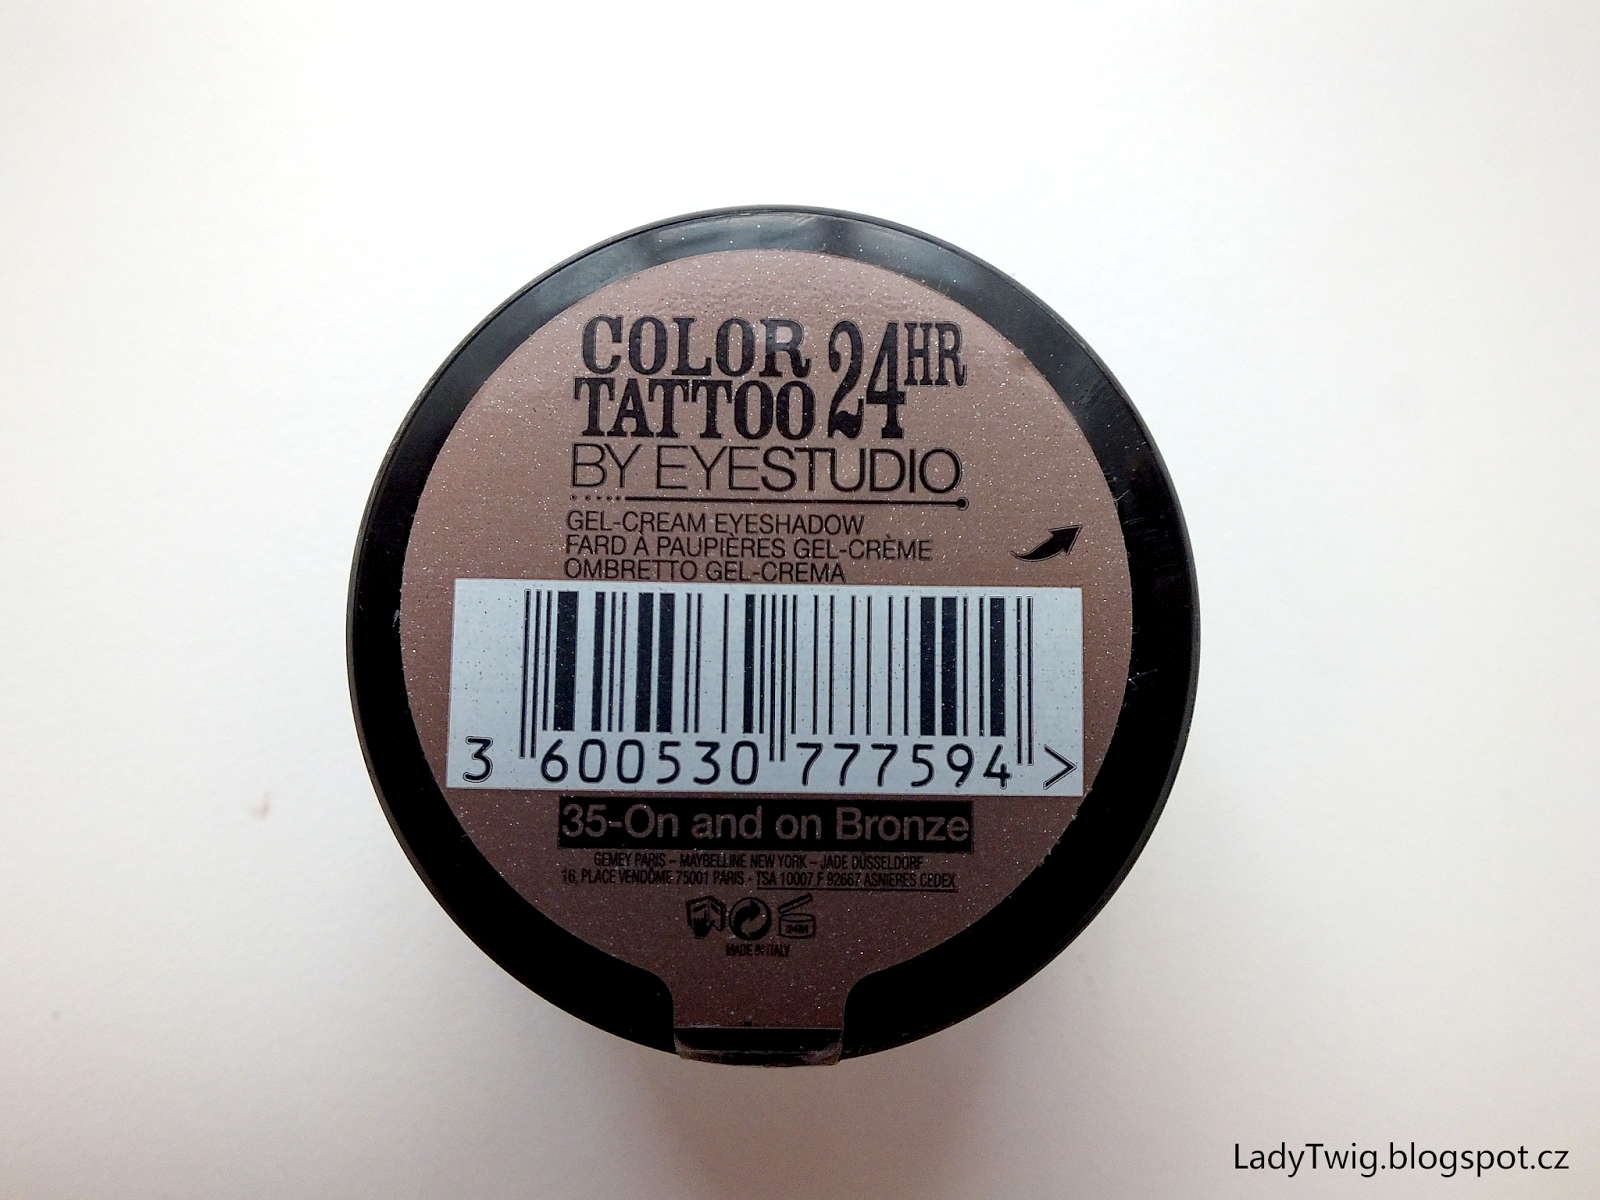 COLOR TATTOO 24HR
BY EYESTUDIO
GEL-CREAM EYESHADOW
FARD À PAUPIÈRES GEL-CRÈME
OMBRETTO GEL-CREMA
3 600530 777594 >
35-On and on Bronze
GEMEY PARIS – MAYBELLINE NEW YORK – JADE DÜSSELDORF
16, PLACE VENDÔME 75001 PARIS - TSA 10007 F 92667 ASNIERES CEDEX
24M
MADE IN ITALY
LadyTwig.blogspot.cz